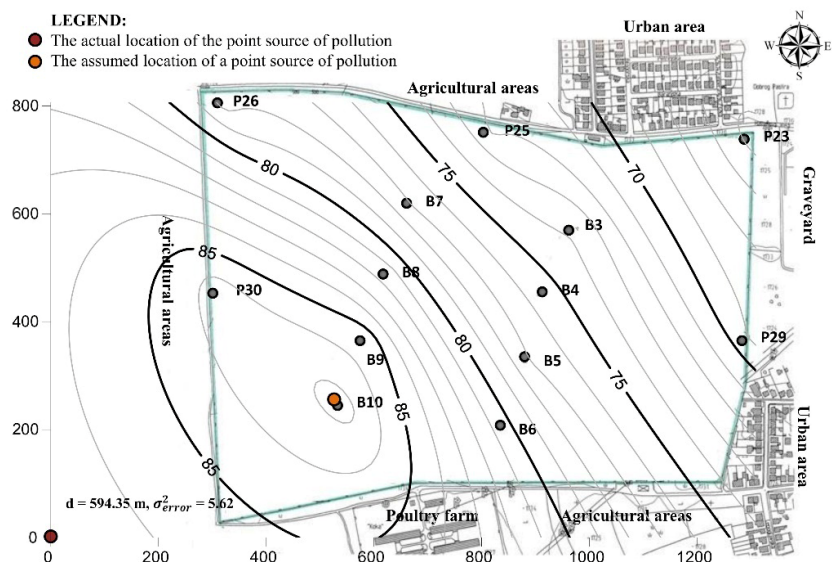 LEGEND:
The actual location of the point source of pollution
The assumed location of a point source of pollution
Urban area
N
W
E
S
Agricultural areas
800
P26
P25
P23
80
75
70
Graveyard
600
B7
B3
Agricultural areas
85
B8
P30
B4
400
80
P29
B9
B5
75
B10
85
200
B6
Urban area
85
d = 594.35 m, σ²error = 5.62
Poultry farm
Agricultural areas
0
0
200
400
600
800
1000
1200